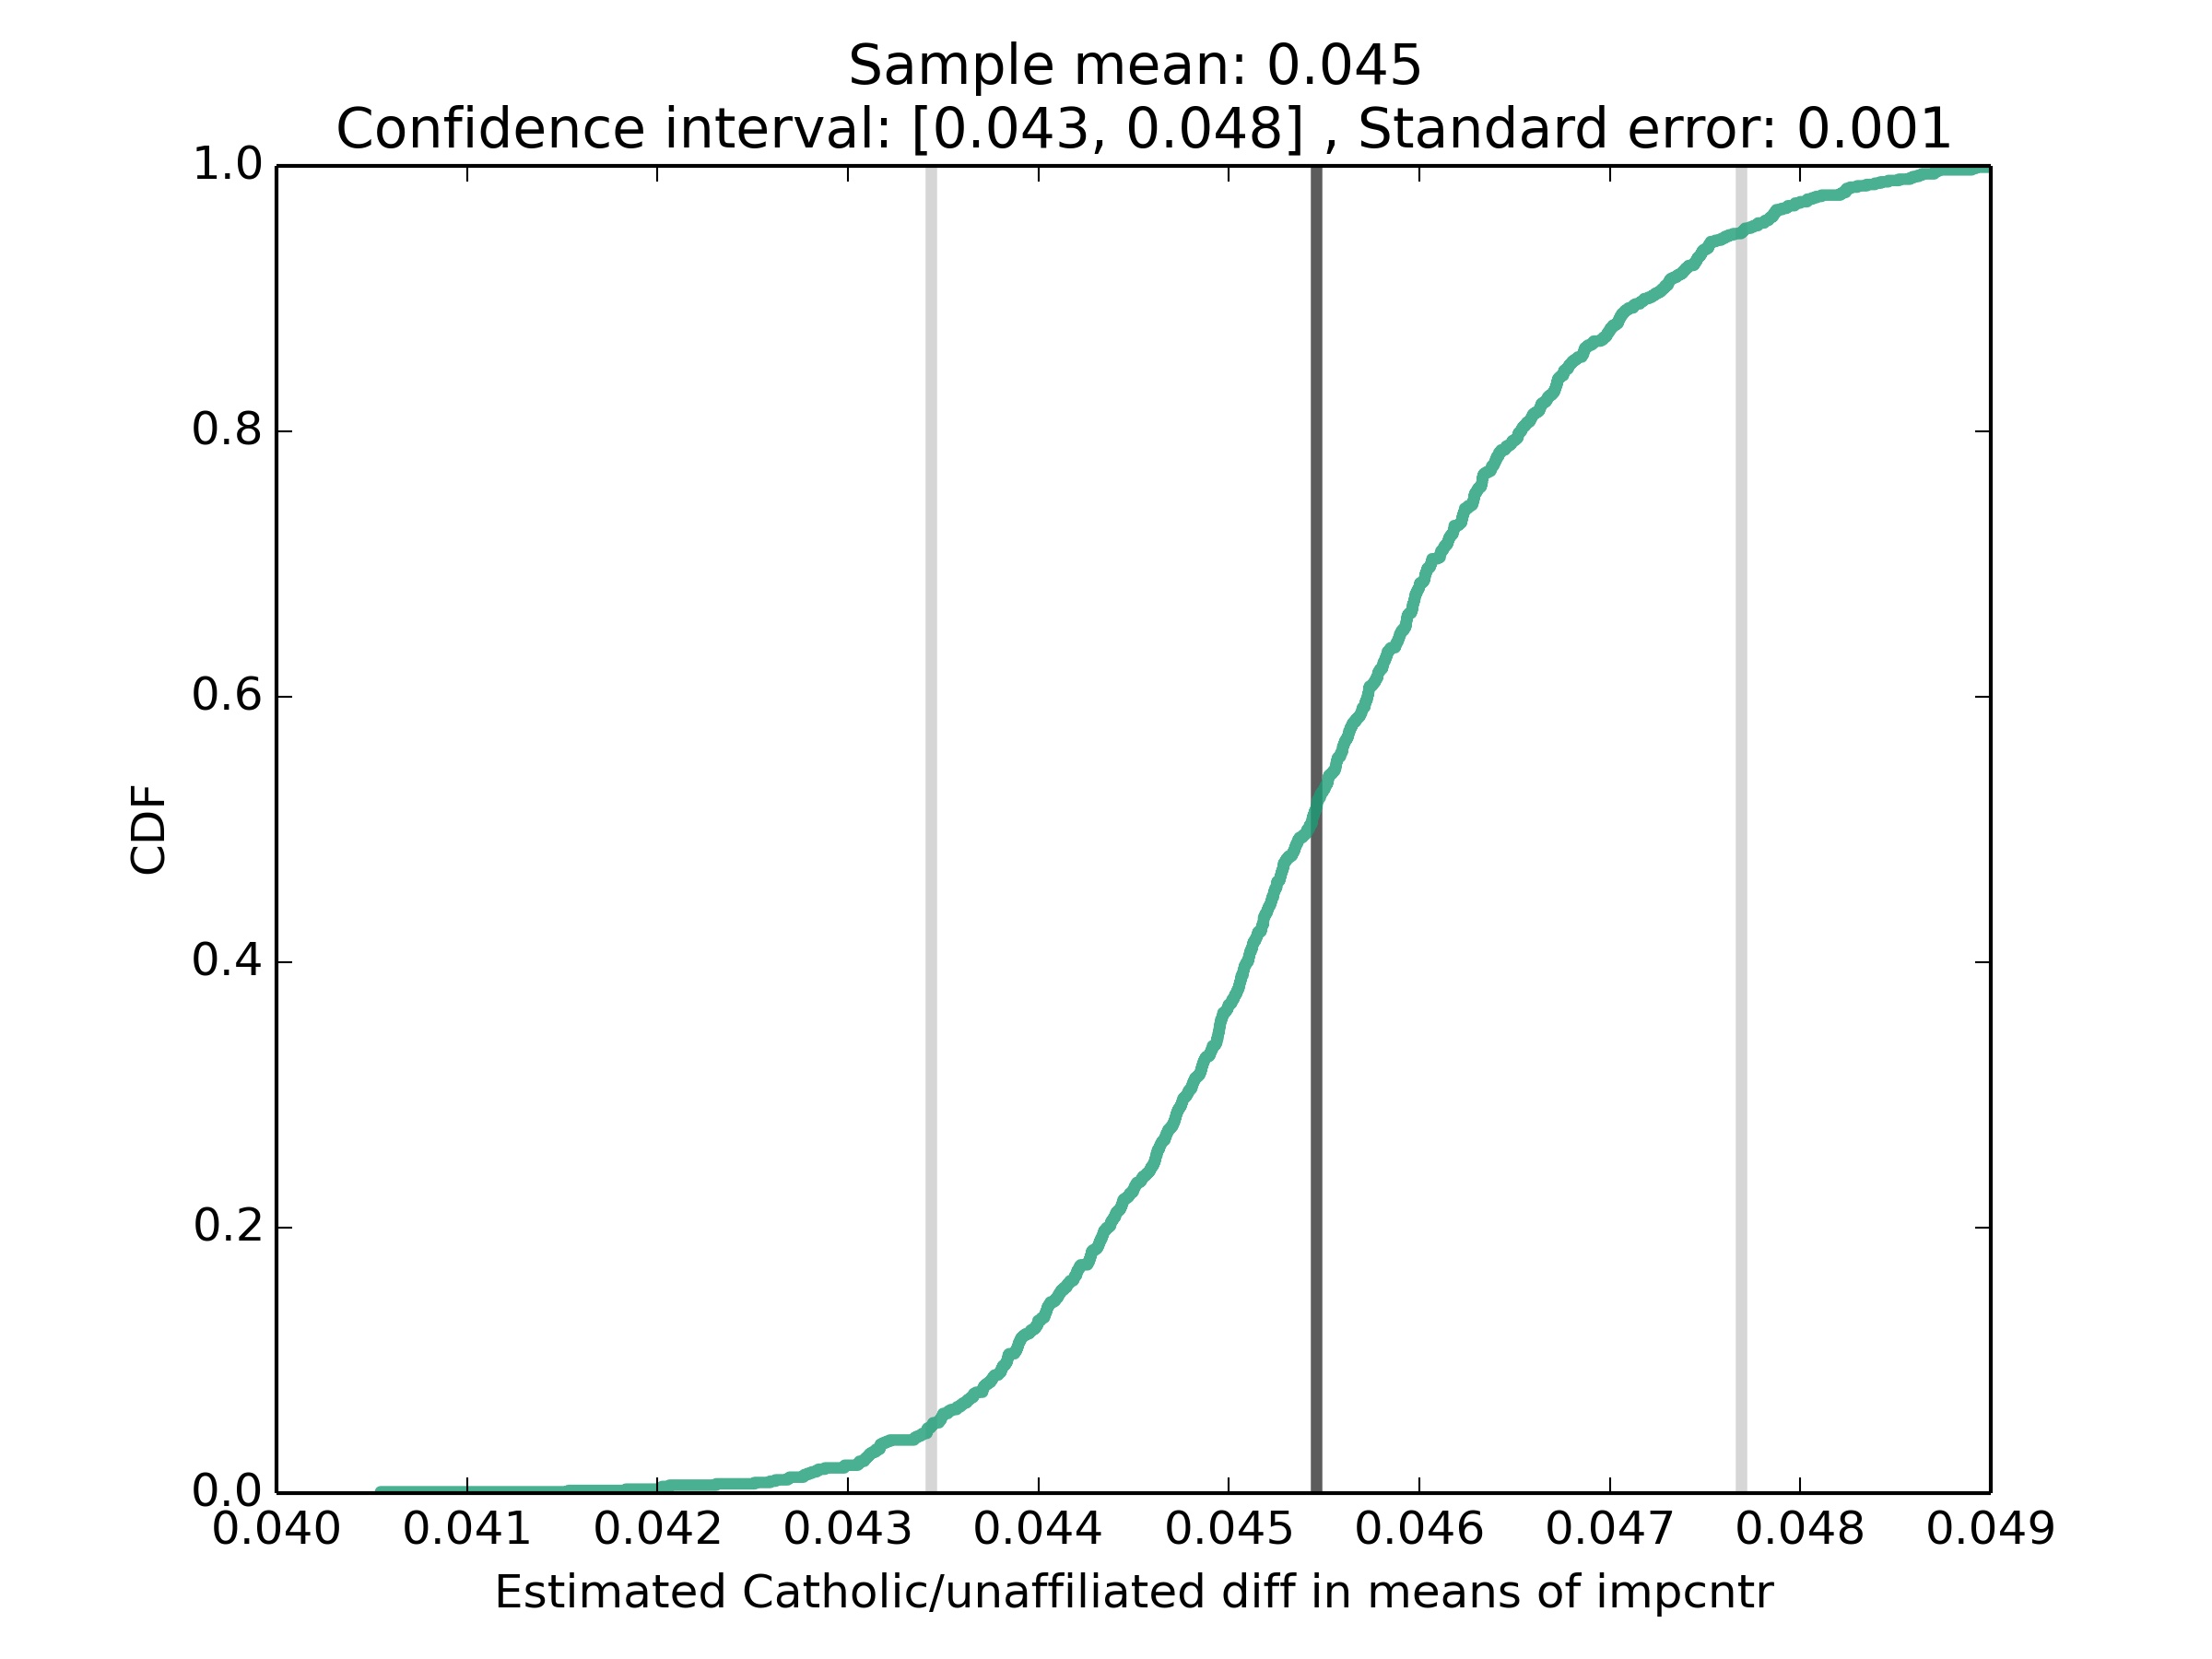 Sample mean: 0.045
Confidence interval: [0.043, 0.048] , Standard error: 0.001
1.0
0.8
0.6
0.4
0.2
0.0
CDF
0.040 0.041 0.042 0.043 0.044 0.045 0.046 0.047 0.048 0.049
Estimated Catholic/unaffiliated diff in means of impcntr